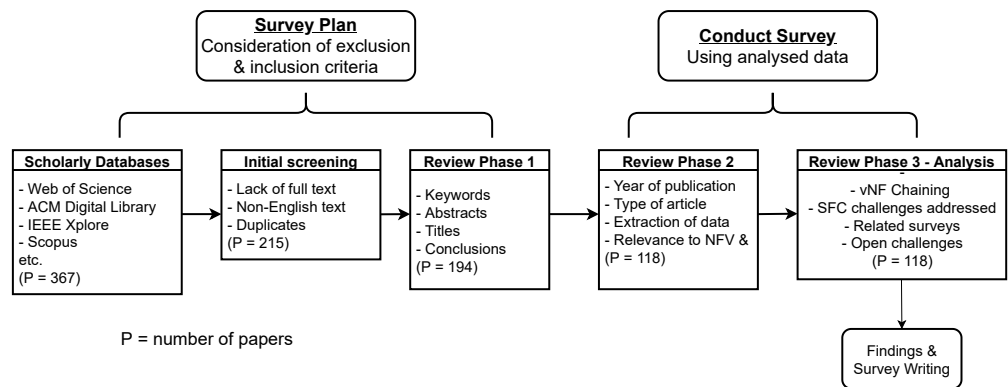 Survey Plan
Consideration of exclusion
& inclusion criteria
Conduct Survey
Using analysed data
Scholarly Databases
- Web of Science
- ACM Digital Library
- IEEE Xplore
- Scopus
etc.
(P = 367)
Initial screening
- Lack of full text
- Non-English text
- Duplicates
(P = 215)
Review Phase 1
- Keywords
- Abstracts
- Titles
- Conclusions
(P = 194)
Review Phase 2
- Year of publication
- Type of article
- Extraction of data
- Relevance to NFV &
(P = 118)
Review Phase 3 - Analysis
-
- vNF Chaining
- SFC challenges addressed
- Related surveys
- Open challenges
(P = 118)
P = number of papers
Findings &
Survey Writing